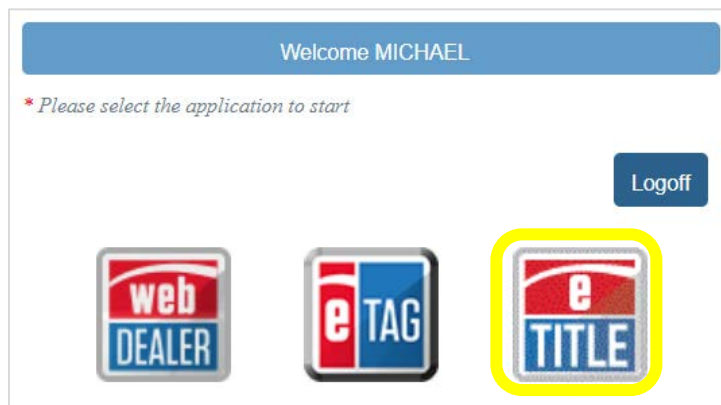 Welcome MICHAEL
* Please select the application to start
Logoff
web
DEALER
e TAG
e
TITLE